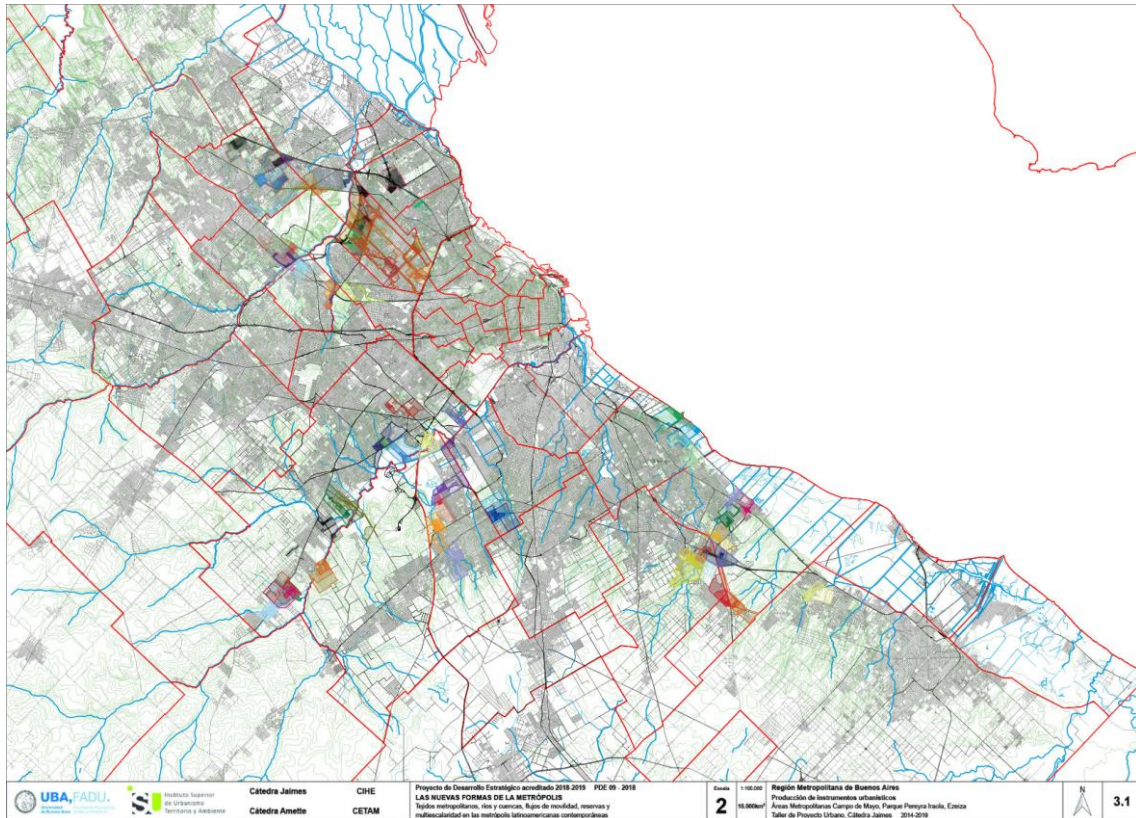 UBA,FADU.
Universidad
de Buenos Aires
Instituto Superior
de Urbanismo
Territorio y Ambiente
Cátedra Jaimes CIHE
Cátedra Amette CETAM
Proyecto de Desarrollo Estratégico acreditado 2018-2019 PDE 09 - 2018
LAS NUEVAS FORMAS DE LA METRÓPOLIS
Tejidos metropolitanos, ríos y cuencas, flujos de movilidad, reservas y
multiescalaridad en las metrópolis latinoamericanas contemporáneas
Escala
2
1:100.000
10.000km²
Región Metropolitana de Buenos Aires
Producción de instrumentos urbanísticos
Áreas Metropolitanas Campo de Mayo, Parque Pereyra Iraola, Ezeiza
Taller de Proyecto Urbano, Cátedra Jaimes 2014-2019
N
3.1